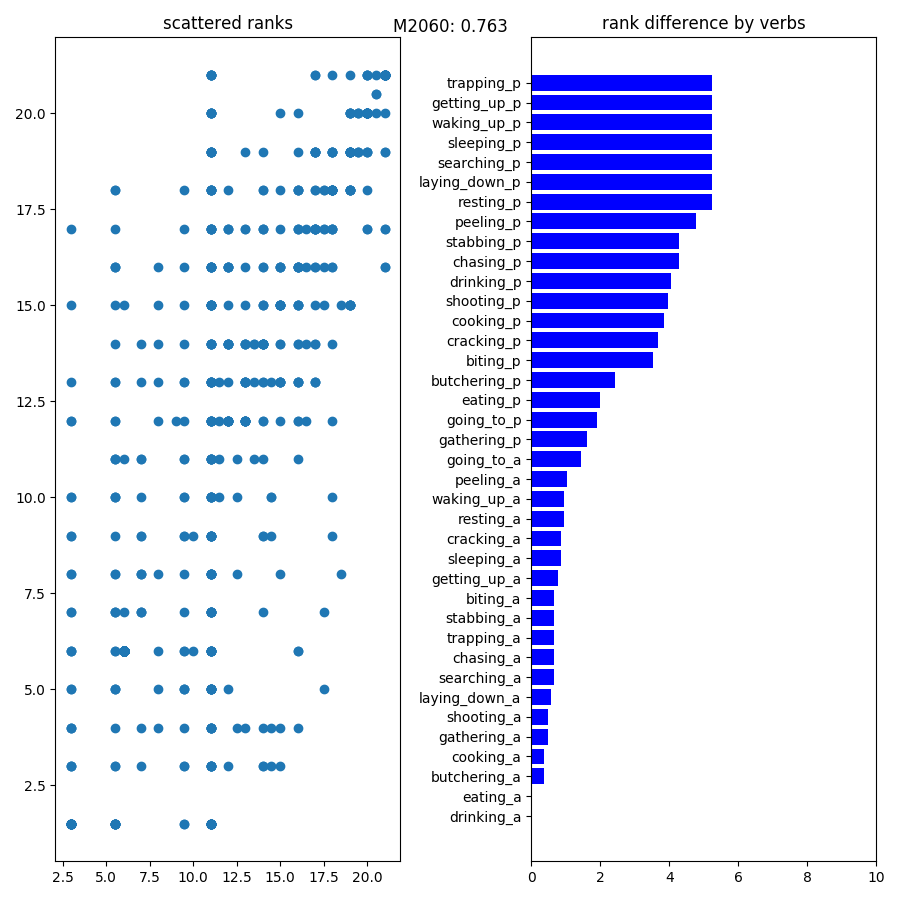 scattered ranks
M2060: 0.763
rank difference by verbs
20.0
17.5
15.0
12.5
10.0
7.5
5.0
2.5
2.5 5.0 7.5 10.0 12.5 15.0 17.5 20.0
trapping_p
getting_up_p
waking_up_p
sleeping_p
searching_p
laying_down_p
resting_p
peeling_p
stabbing_p
chasing_p
drinking_p
shooting_p
cooking_p
cracking_p
biting_p
butchering_p
eating_p
going_to_p
gathering_p
going_to_a
peeling_a
waking_up_a
resting_a
cracking_a
sleeping_a
getting_up_a
biting_a
stabbing_a
trapping_a
chasing_a
searching_a
laying_down_a
shooting_a
gathering_a
cooking_a
butchering_a
eating_a
drinking_a
0 2 4 6 8 10